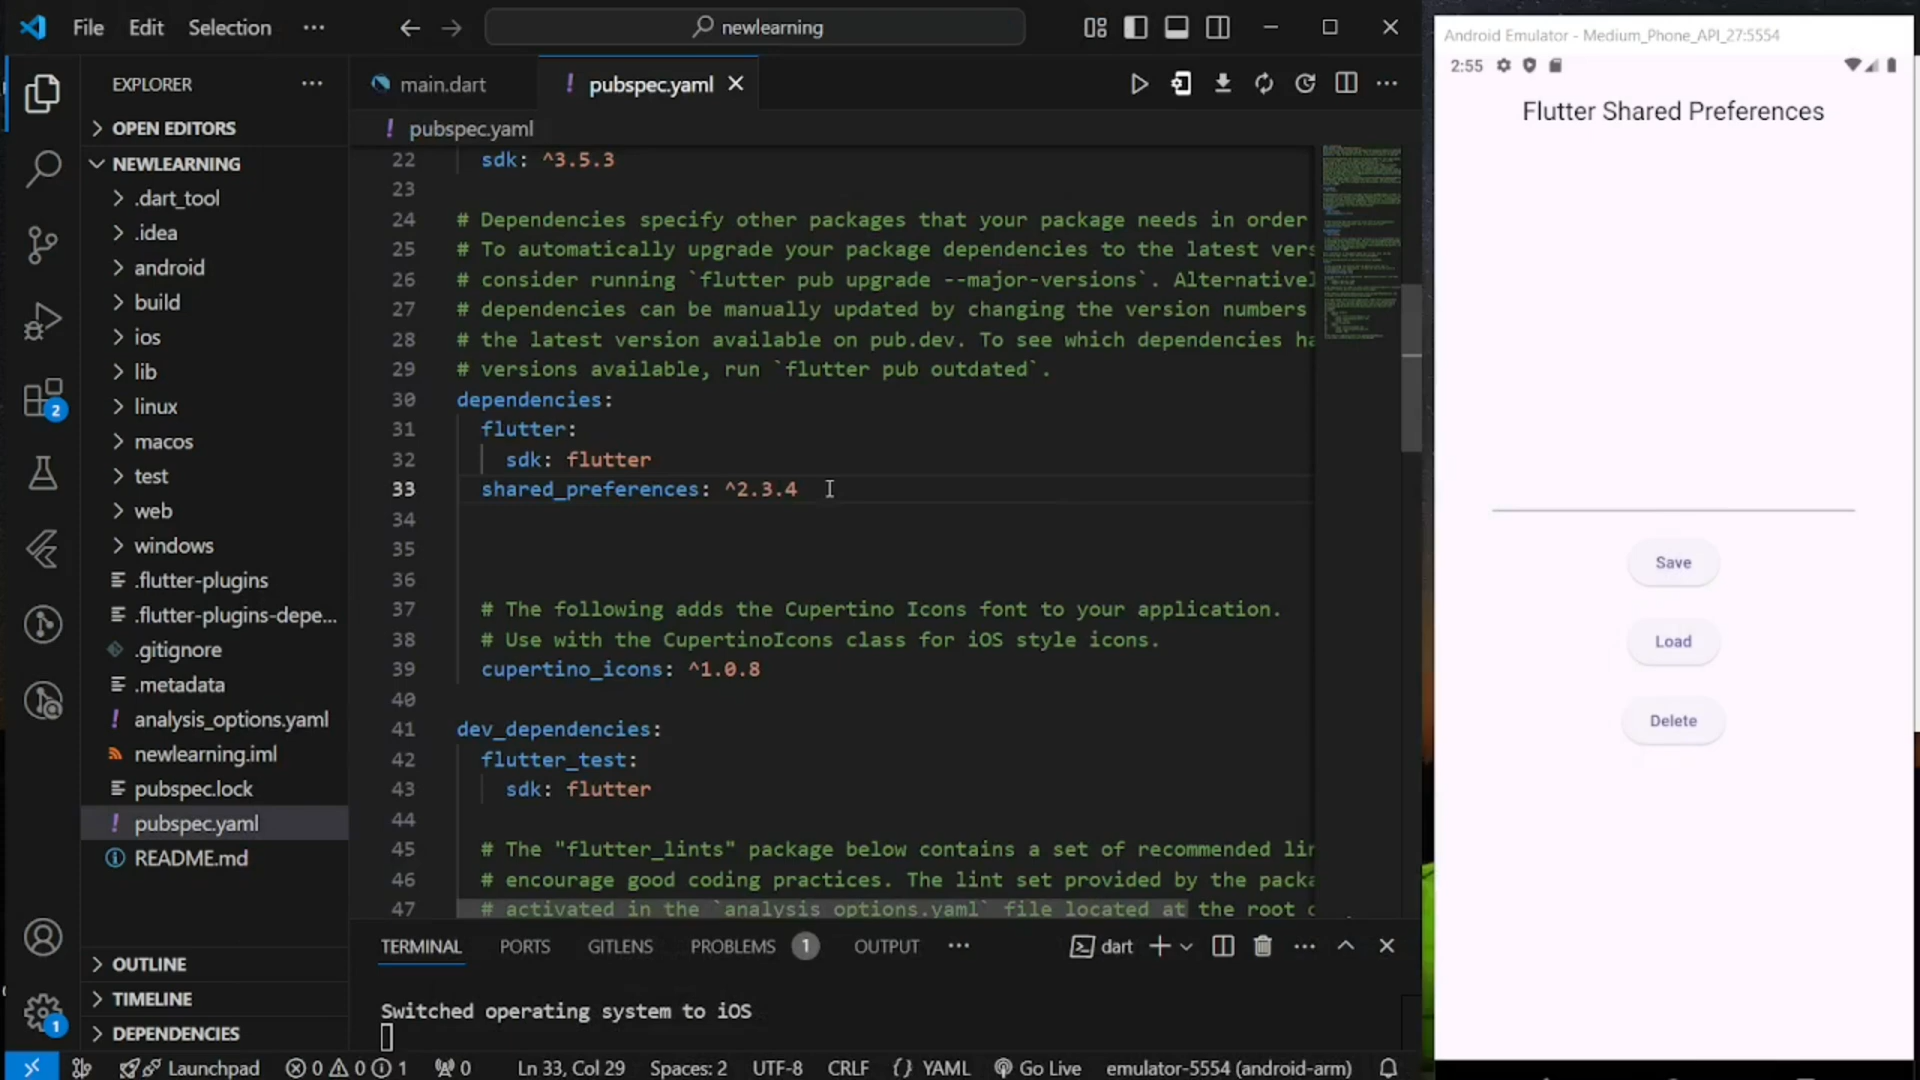 File Edit Selection ···
newlearning
EXPLORER
OPEN EDITORS
NEWLEARNING
.dart_tool
.idea
android
build
ios
lib
linux
macos
test
web
windows
.flutter-plugins
.flutter-plugins-depe...
.gitignore
.metadata
analysis_options.yaml
newlearning.iml
pubspec.lock
pubspec.yaml
README.md
OUTLINE
TIMELINE
DEPENDENCIES
2
1
main.dart
! pubspec.yaml
! pubspec.yaml
22 sdk: ^3.5.3
23
24 # Dependencies specify other packages that your package needs in order
25 # To automatically upgrade your package dependencies to the latest vers
26 # consider running `flutter pub upgrade --major-versions`. Alternativel
27 # dependencies can be manually updated by changing the version numbers
28 # the latest version available on pub.dev. To see which dependencies ha
29 # versions available, run `flutter pub outdated`.
30 dependencies:
31 flutter:
32 sdk: flutter
33 shared_preferences: ^2.3.4
34
35
36
37 # The following adds the Cupertino Icons font to your application.
38 # Use with the CupertinoIcons class for iOS style icons.
39 cupertino_icons: ^1.0.8
40
41 dev_dependencies:
42 flutter_test:
43 sdk: flutter
44
45 # The "flutter_lints" package below contains a set of recommended lin
46 # encourage good coding practices. The lint set provided by the packa
47 # activated in the `analysis_options.yaml` file located at the root o
TERMINAL PORTS GITLENS PROBLEMS 1 OUTPUT ···
dart
Switched operating system to iOS
Launchpad 0 0 1 0 Ln 33, Col 29 Spaces: 2 UTF-8 CRLF {} YAML Go Live emulator-5554 (android-arm)
Android Emulator - Medium_Phone_API_27:5554
2:55
Flutter Shared Preferences
Save
Load
Delete